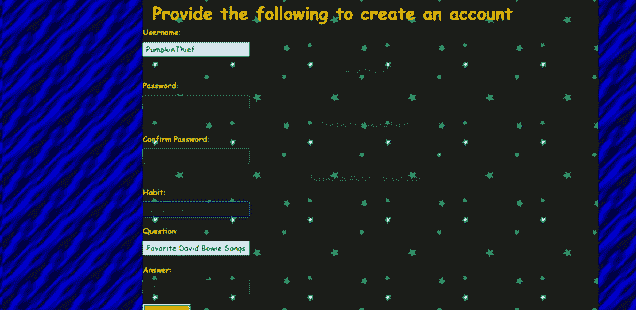 Provide the following to create an account
Username:
PumpkinThief
Password:
Confirm Password:
Habit:
Question
Favorite David Bowie Songs
Answer: